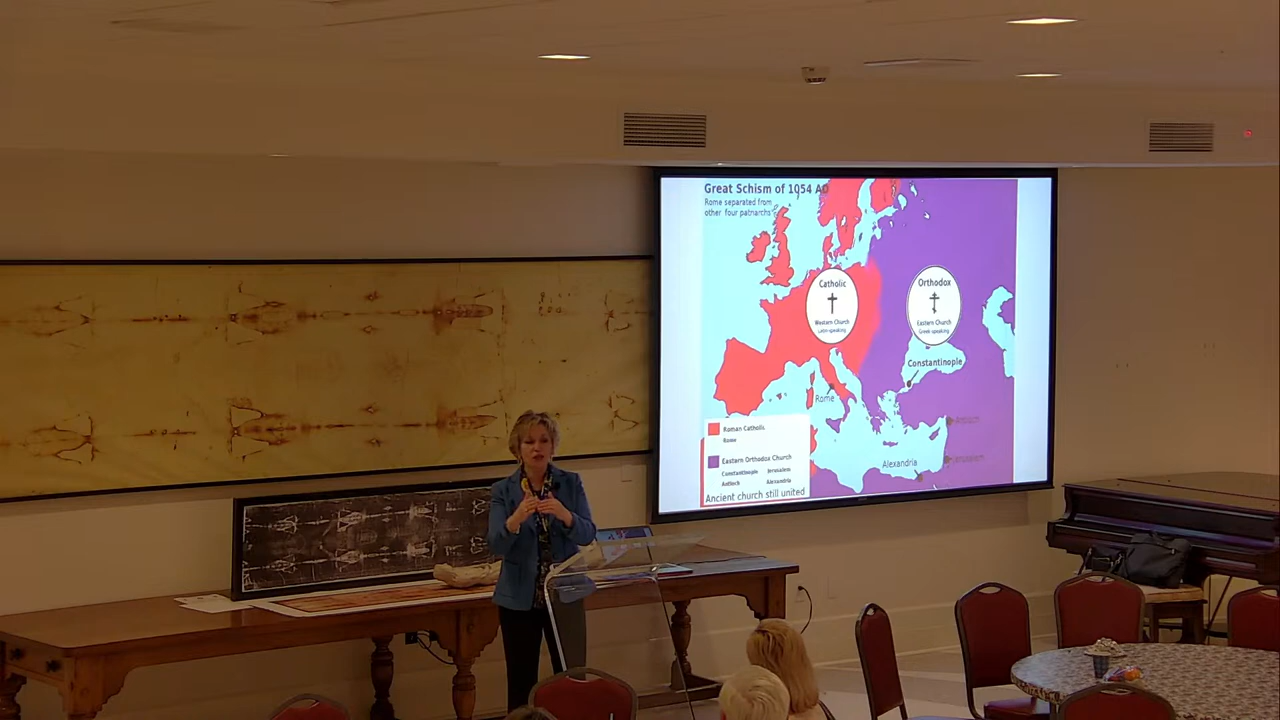 Great Schism of 1054 AD
Rome separated from
other four patriarchs
Catholic
Western Church
Latin-speaking
Orthodox
Eastern Church
Greek speaking
Constantinople
Rome
Antioch
Jerusalem
Alexandria
Roman Catholic
Rome
Eastern Orthodox Church
Constantinople Jerusalem
Antioch Alexandria
Ancient church still united